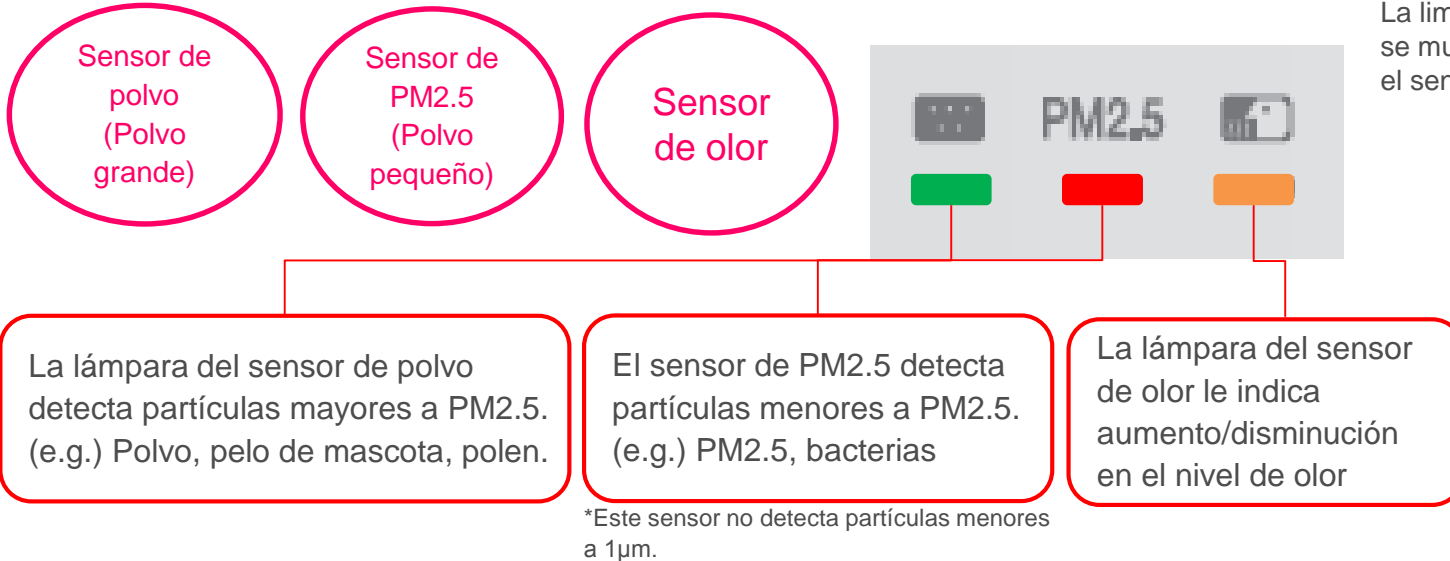 Sensor de
polvo
(Polvo
grande)
Sensor de
PM2.5
(Polvo
pequeño)
Sensor
de olor
PM2.5
La
se
el
La lámpara del sensor de polvo
detecta partículas mayores a PM2.5.
(e.g.) Polvo, pelo de mascota, polen.
El sensor de PM2.5 detecta
partículas menores a PM2.5.
(e.g.) PM2.5, bacterias
*Este sensor no detecta partículas menores
a 1µm.
La lámpara del sensor
de olor le indica
aumento/disminución
en el nivel de olor